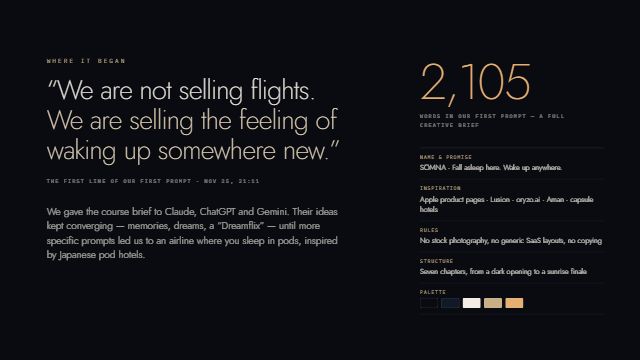 WHERE IT BEGAN
“We are not selling flights.
We are selling the feeling of
waking up somewhere new.”
THE FIRST LINE OF OUR FIRST PROMPT · NOV 25, 21:11
We gave the course brief to Claude, ChatGPT and Gemini. Their ideas
kept converging — memories, dreams, a “Dreamflix” — until more
specific prompts led us to an airline where you sleep in pods, inspired
by Japanese pod hotels.
2,105
WORDS IN OUR FIRST PROMPT — A FULL
CREATIVE BRIEF
NAME & PROMISE
SOMNA · Fall asleep here. Wake up anywhere.
INSPIRATION
Apple product pages · Lusion · oryzo.ai · Aman · capsule
hotels
RULES
No stock photography, no generic SaaS layouts, no copying
STRUCTURE
Seven chapters, from a dark opening to a sunrise finale
PALETTE